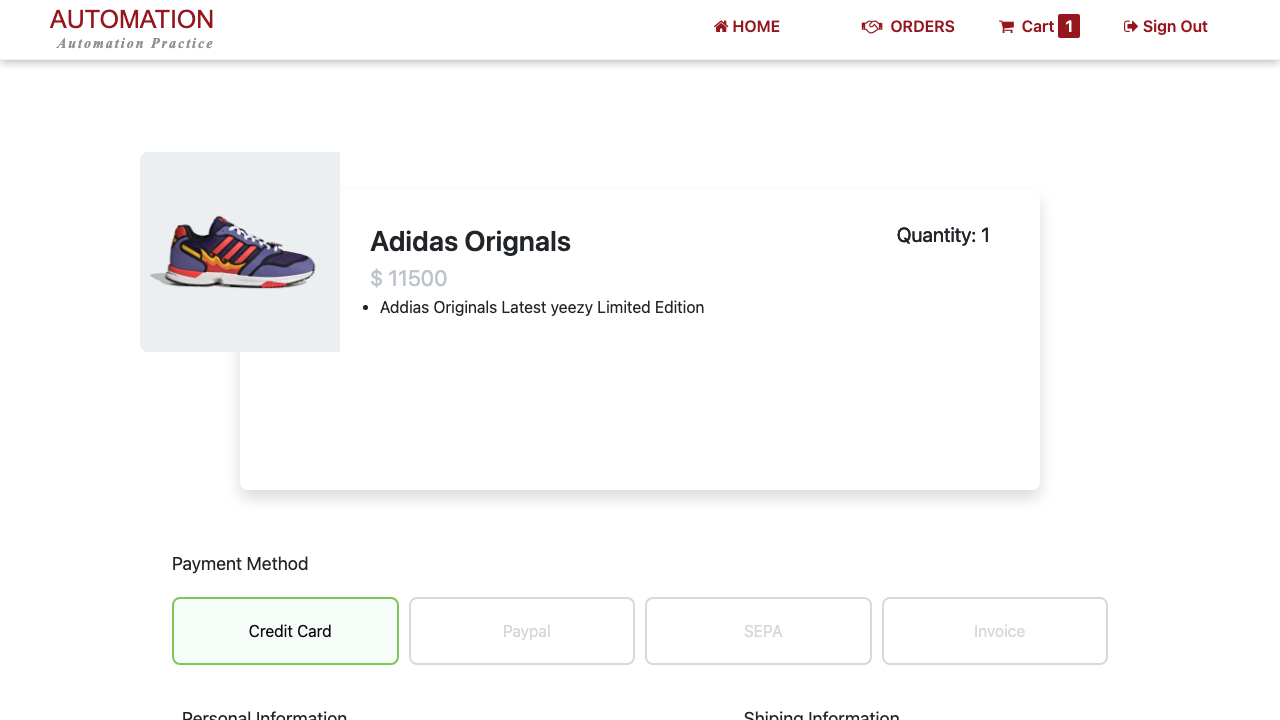 AUTOMATION
Automation Practice
HOME
ORDERS
Cart 1
Sign Out
Adidas Orignals
Quantity: 1
$ 11500
Addias Originals Latest yeezy Limited Edition
Payment Method
Credit Card
Paypal
SEPA
Invoice
Personal Information
Shiping Information